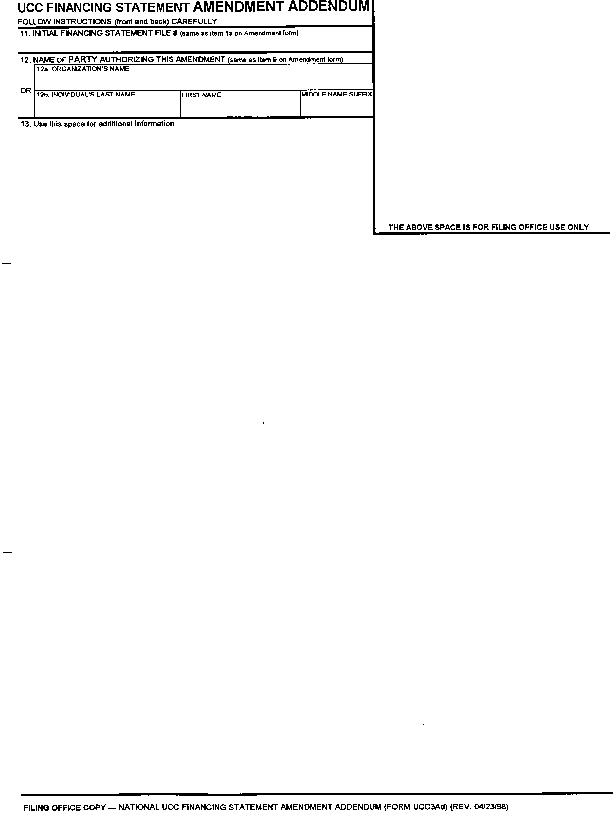 UCC FINANCING STATEMENT AMENDMENT ADDENDUM
FOLLOW INSTRUCTIONS (front and back) CAREFULLY
11. INITIAL FINANCING STATEMENT FILE # (same as item 1a on Amendment form)
12. NAME OF PARTY AUTHORIZING THIS AMENDMENT (same as item 9 on Amendment form)
12a. ORGANIZATION'S NAME
OR
12b. INDIVIDUAL'S LAST NAME FIRST NAME MIDDLE NAME SUFFIX
13. Use this space for additional information
THE ABOVE SPACE IS FOR FILING OFFICE USE ONLY
FILING OFFICE COPY — NATIONAL UCC FINANCING STATEMENT AMENDMENT ADDENDUM (FORM UCC3Ad) (REV. 04/23/98)